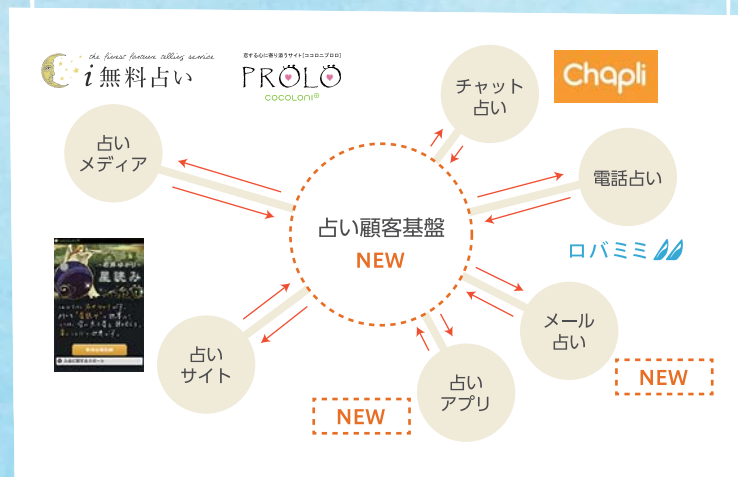 the finest fortune telling service
i無料占い
恋する心に寄り添うサイト[ココロニプロロ]
PROLO
cocoloni
チャット
占い
Chapli
占い
メディア
電話占い
占い顧客基盤
NEW
ロバミミ
星読み
メール
占い
占い
サイト
占い
アプリ
NEW
NEW